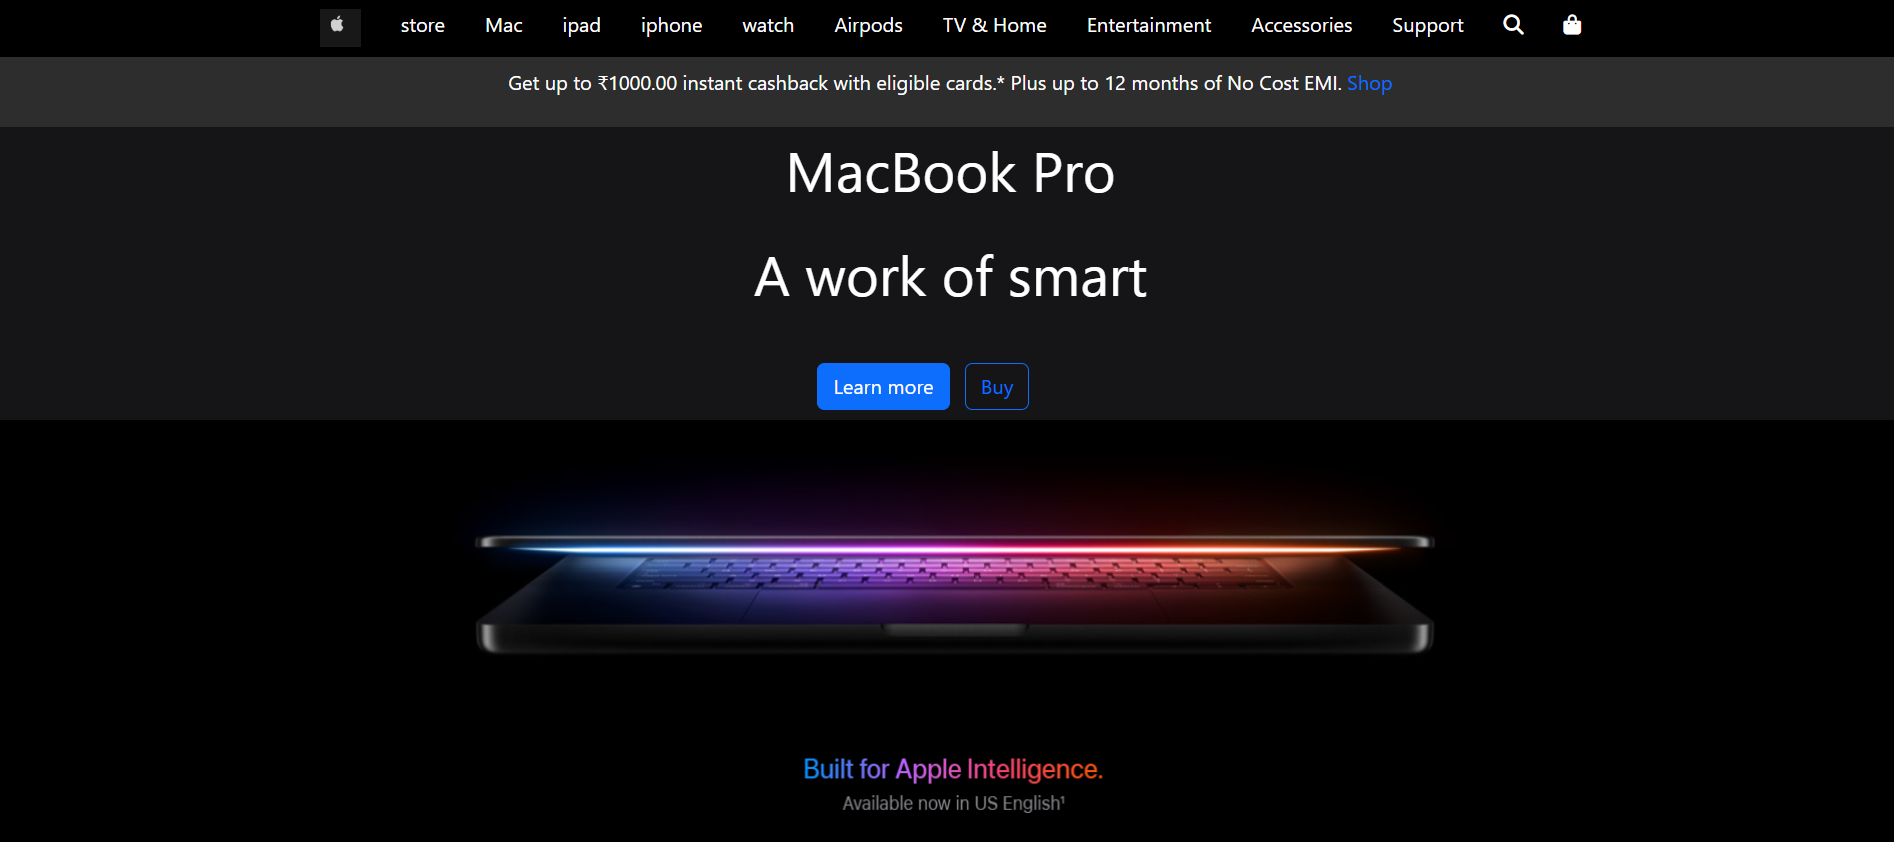 store Mac ipad iphone watch Airpods TV & Home Entertainment Accessories Support
Get up to ₹1000.00 instant cashback with eligible cards.* Plus up to 12 months of No Cost EMI. Shop
MacBook Pro
A work of smart
Learn more Buy
Built for Apple Intelligence.
Available now in US English¹